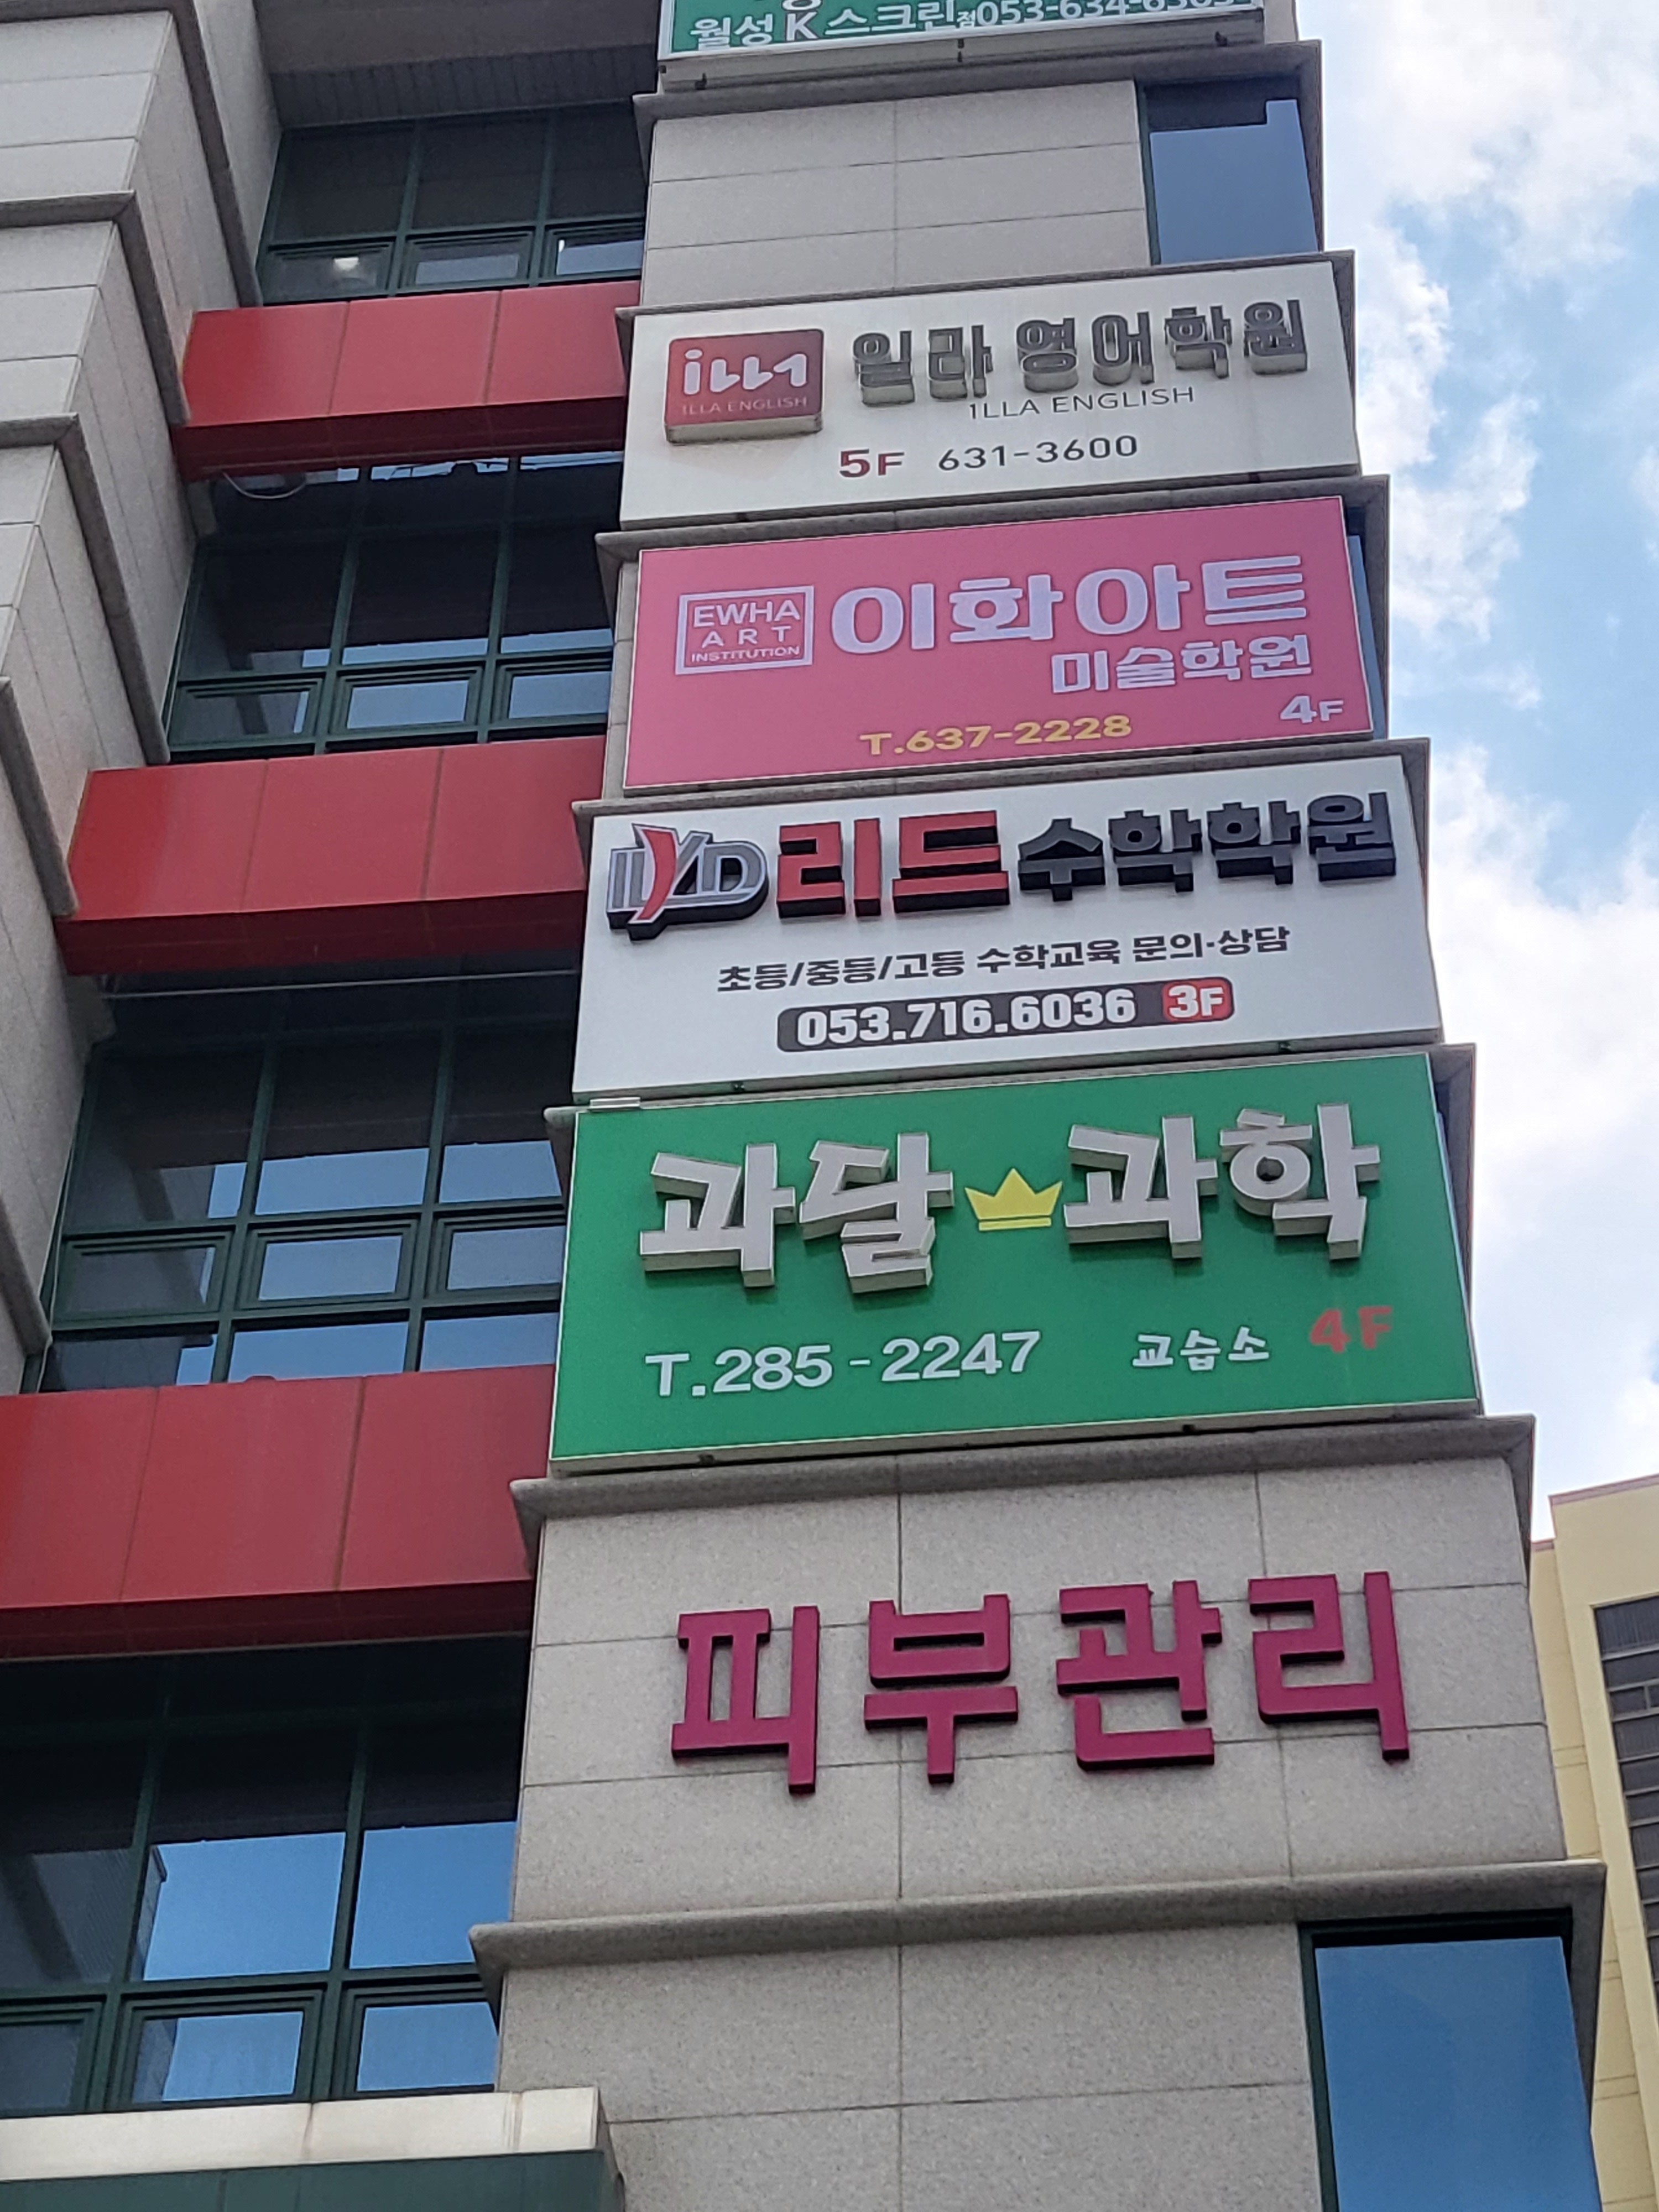 월성 K 스크린점
illa
1LLA ENGLISH
일라 영어학원
1LLA ENGLISH
5F 631-3600
EWHA
ART
INSTITUTION
이화아트
미술학원
4F
T.637-2228
리드수학학원
초등/중등/고등 수학교육 문의·상담
053.716.6036 3F
과달 과학
T.285-2247 교습소 4F
피부관리